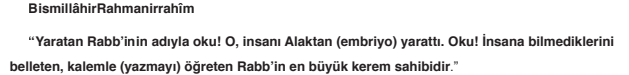 BismillâhirRahmanirrahîm
“Yaratan Rabb'inin adıyla oku! O, insanı Alaktan (embriyo) yarattı. Oku! İnsana bilmediklerini
belleten, kalemle (yazmayı) öğreten Rabb'in en büyük kerem sahibidir.”